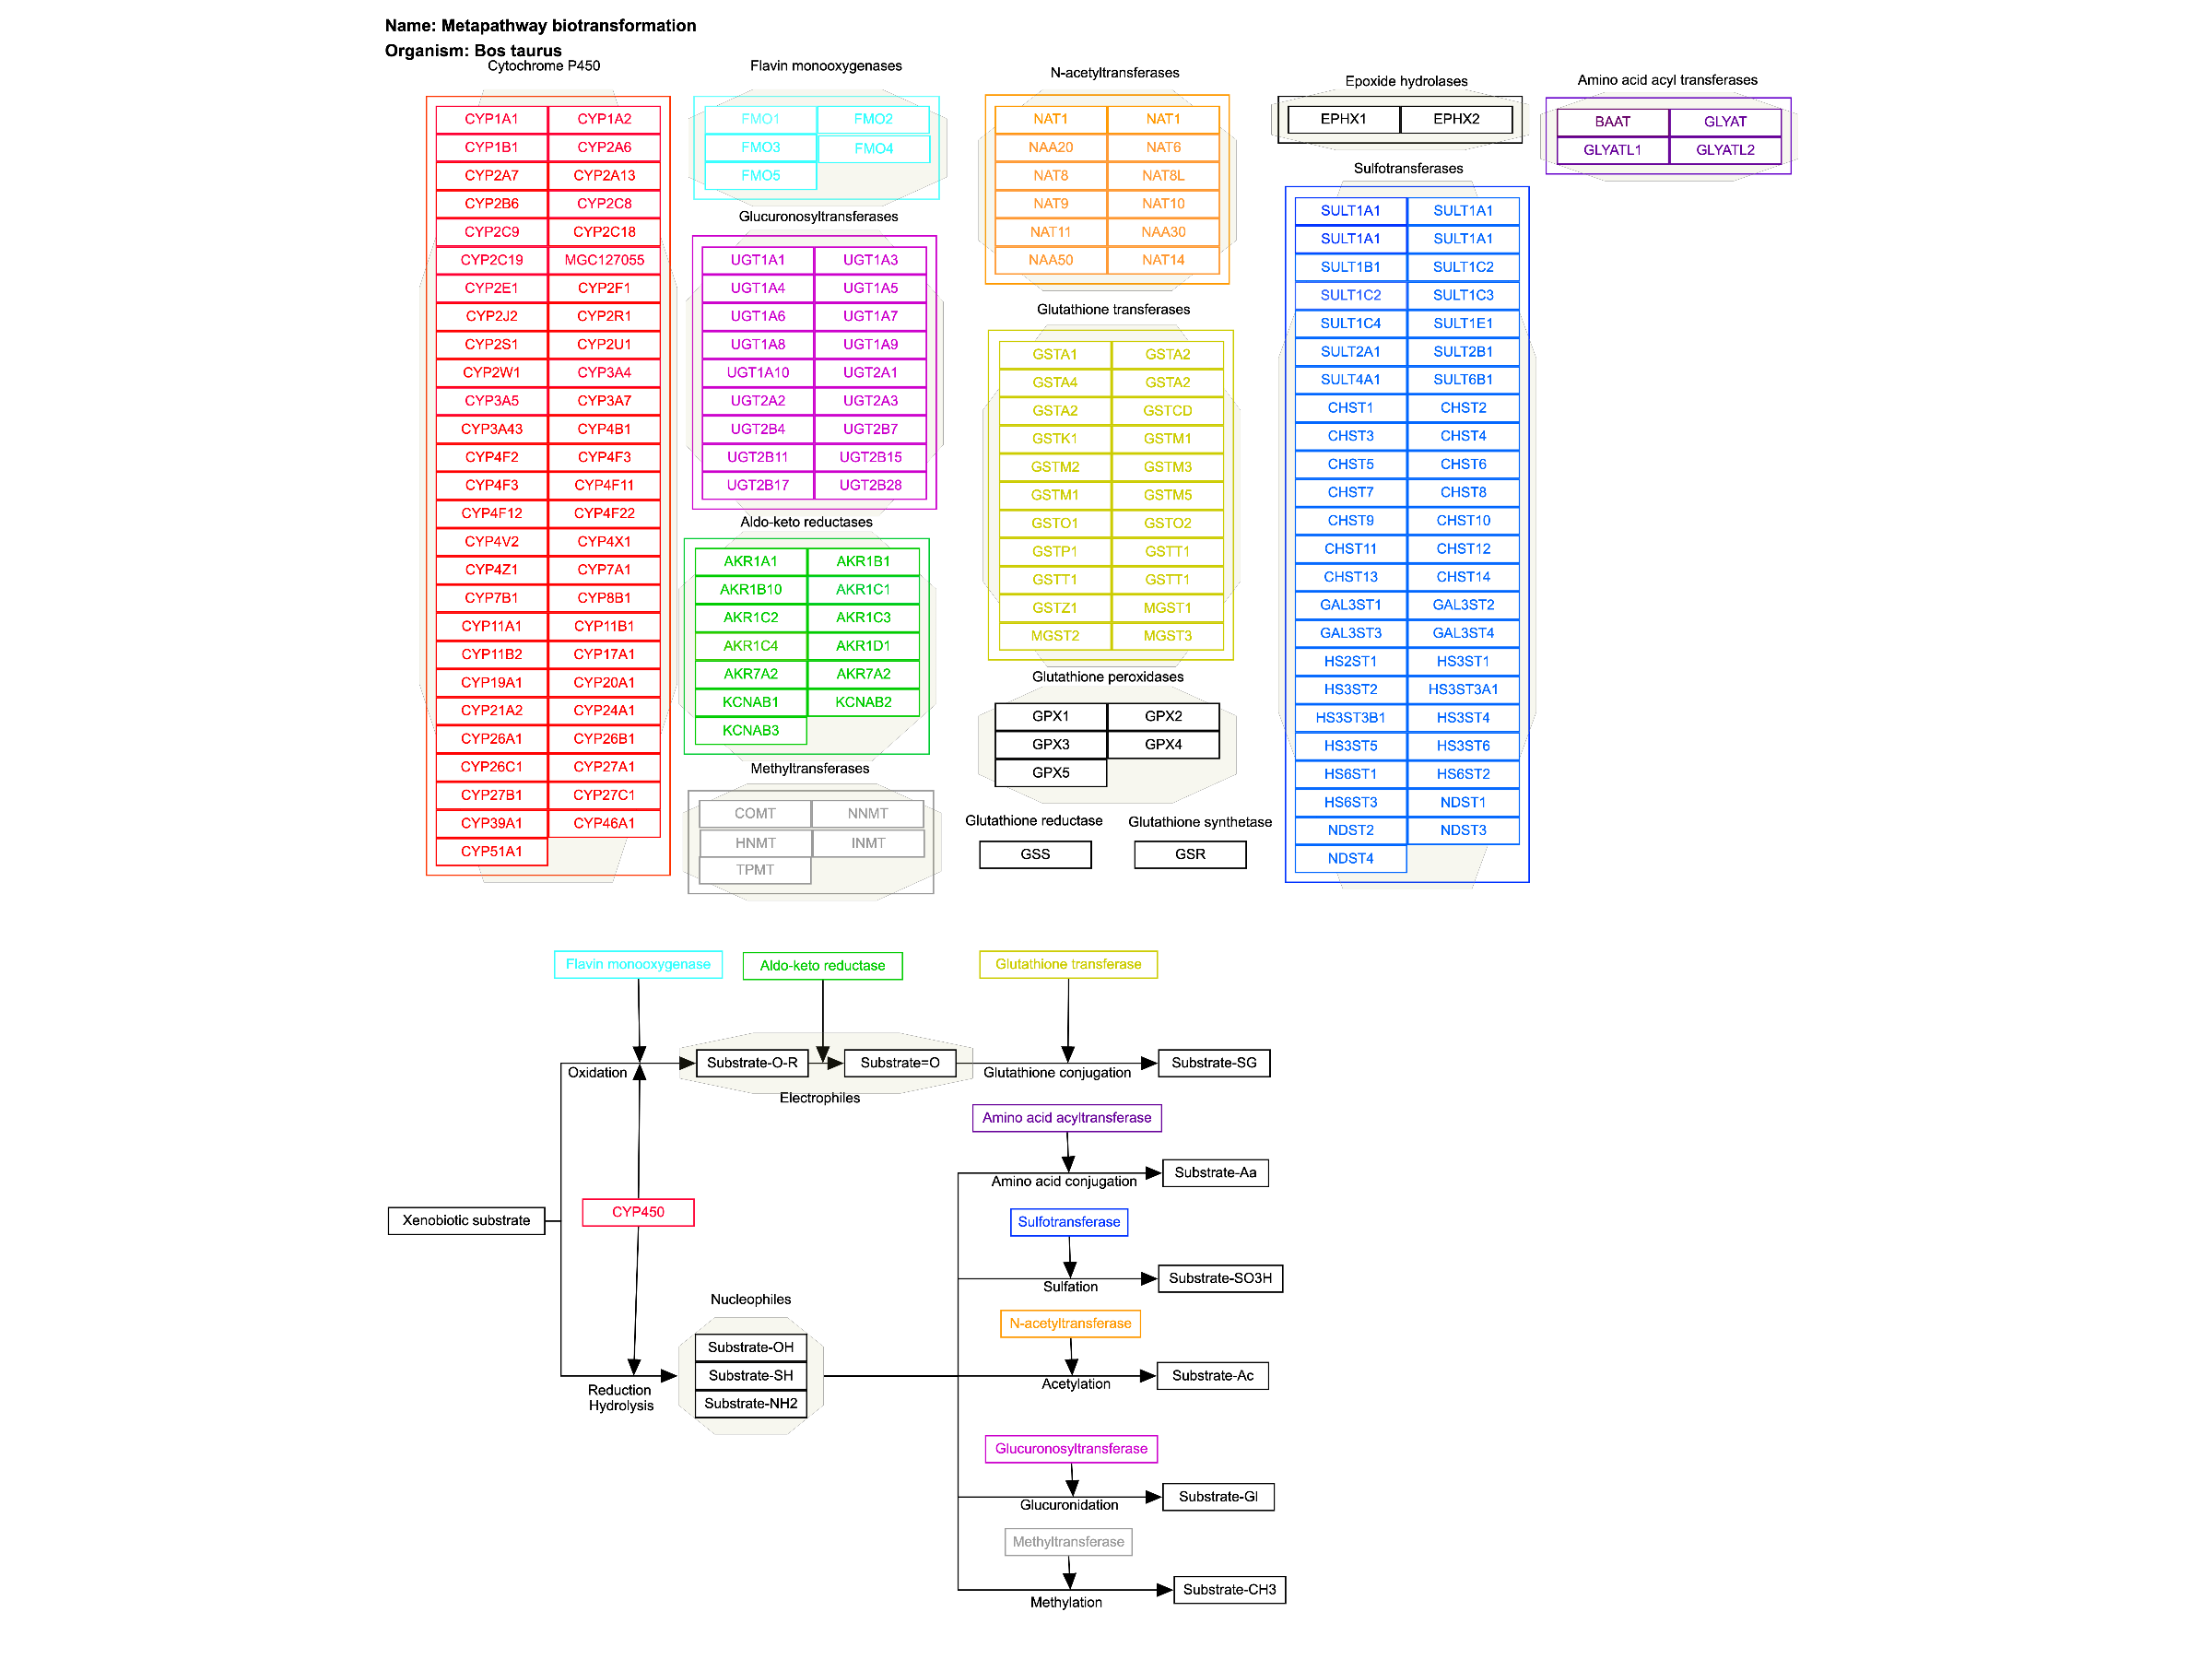 Name: Metapathway biotransformation
Organism: Bos taurus
Cytochrome P450
CYP1A1 CYP1A2
CYP1B1 CYP2A6
CYP2A7 CYP2A13
CYP2B6 CYP2C8
CYP2C9 CYP2C18
CYP2C19 MGC127055
CYP2E1 CYP2F1
CYP2J2 CYP2R1
CYP2S1 CYP2U1
CYP2W1 CYP3A4
CYP3A5 CYP3A7
CYP3A43 CYP4B1
CYP4F2 CYP4F3
CYP4F3 CYP4F11
CYP4F12 CYP4F22
CYP4V2 CYP4X1
CYP4Z1 CYP7A1
CYP7B1 CYP8B1
CYP11A1 CYP11B1
CYP11B2 CYP17A1
CYP19A1 CYP20A1
CYP21A2 CYP24A1
CYP26A1 CYP26B1
CYP26C1 CYP27A1
CYP27B1 CYP27C1
CYP39A1 CYP46A1
CYP51A1
Flavin monooxygenases
FMO1 FMO2
FMO3 FMO4
FMO5
Glucuronosyltransferases
UGT1A1 UGT1A3
UGT1A4 UGT1A5
UGT1A6 UGT1A7
UGT1A8 UGT1A9
UGT1A10 UGT2A1
UGT2A2 UGT2A3
UGT2B4 UGT2B7
UGT2B11 UGT2B15
UGT2B17 UGT2B28
Aldo-keto reductases
AKR1A1 AKR1B1
AKR1B10 AKR1C1
AKR1C2 AKR1C3
AKR1C4 AKR1D1
AKR7A2 AKR7A2
KCNAB1 KCNAB2
KCNAB3
Methyltransferases
COMT NNMT
HNMT INMT
TPMT
N-acetyltransferases
NAT1 NAT1
NAA20 NAT6
NAT8 NAT8L
NAT9 NAT10
NAT11 NAA30
NAA50 NAT14
Glutathione transferases
GSTA1 GSTA2
GSTA4 GSTA2
GSTA2 GSTCD
GSTK1 GSTM1
GSTM2 GSTM3
GSTM1 GSTM5
GSTO1 GSTO2
GSTP1 GSTT1
GSTT1 GSTT1
GSTZ1 MGST1
MGST2 MGST3
Glutathione peroxidases
GPX1 GPX2
GPX3 GPX4
GPX5
Glutathione reductase Glutathione synthetase
GSS GSR
Epoxide hydrolases
EPHX1 EPHX2
Sulfotransferases
SULT1A1 SULT1A1
SULT1A1 SULT1A1
SULT1B1 SULT1C2
SULT1C2 SULT1C3
SULT1C4 SULT1E1
SULT2A1 SULT2B1
SULT4A1 SULT6B1
CHST1 CHST2
CHST3 CHST4
CHST5 CHST6
CHST7 CHST8
CHST9 CHST10
CHST11 CHST12
CHST13 CHST14
GAL3ST1 GAL3ST2
GAL3ST3 GAL3ST4
HS2ST1 HS3ST1
HS3ST2 HS3ST3A1
HS3ST3B1 HS3ST4
HS3ST5 HS3ST6
HS6ST1 HS6ST2
HS6ST3 NDST1
NDST2 NDST3
NDST4
Amino acid acyl transferases
BAAT GLYAT
GLYATL1 GLYATL2
Flavin monooxygenase Aldo-keto reductase Glutathione transferase
Substrate-O-R Substrate=O Substrate-SG
Oxidation Glutathione conjugation
Electrophiles
Amino acid acyltransferase
Substrate-Aa
Amino acid conjugation
CYP450
Xenobiotic substrate
Sulfotransferase
Substrate-SO3H
Sulfation
Nucleophiles
N-acetyltransferase
Substrate-OH
Substrate-SH
Substrate-NH2
Substrate-Ac
Acetylation
Reduction
Hydrolysis
Glucuronosyltransferase
Substrate-Gl
Glucuronidation
Methyltransferase
Substrate-CH3
Methylation